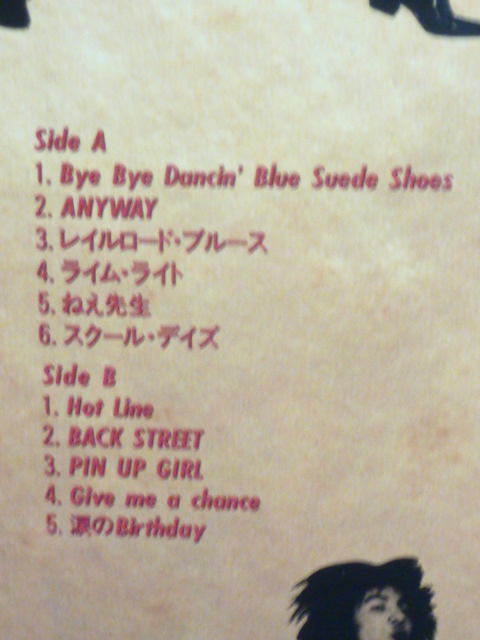 Side A
1. Bye Bye Dancin' Blue Suede Shoes
2. ANYWAY
3. レイルロード・ブルース
4. ライム・ライト
5. ねえ先生
6. スクール・デイズ
Side B
1. Hot Line
2. BACK STREET
3. PIN UP GIRL
4. Give me a chance
5. 涙のBirthday